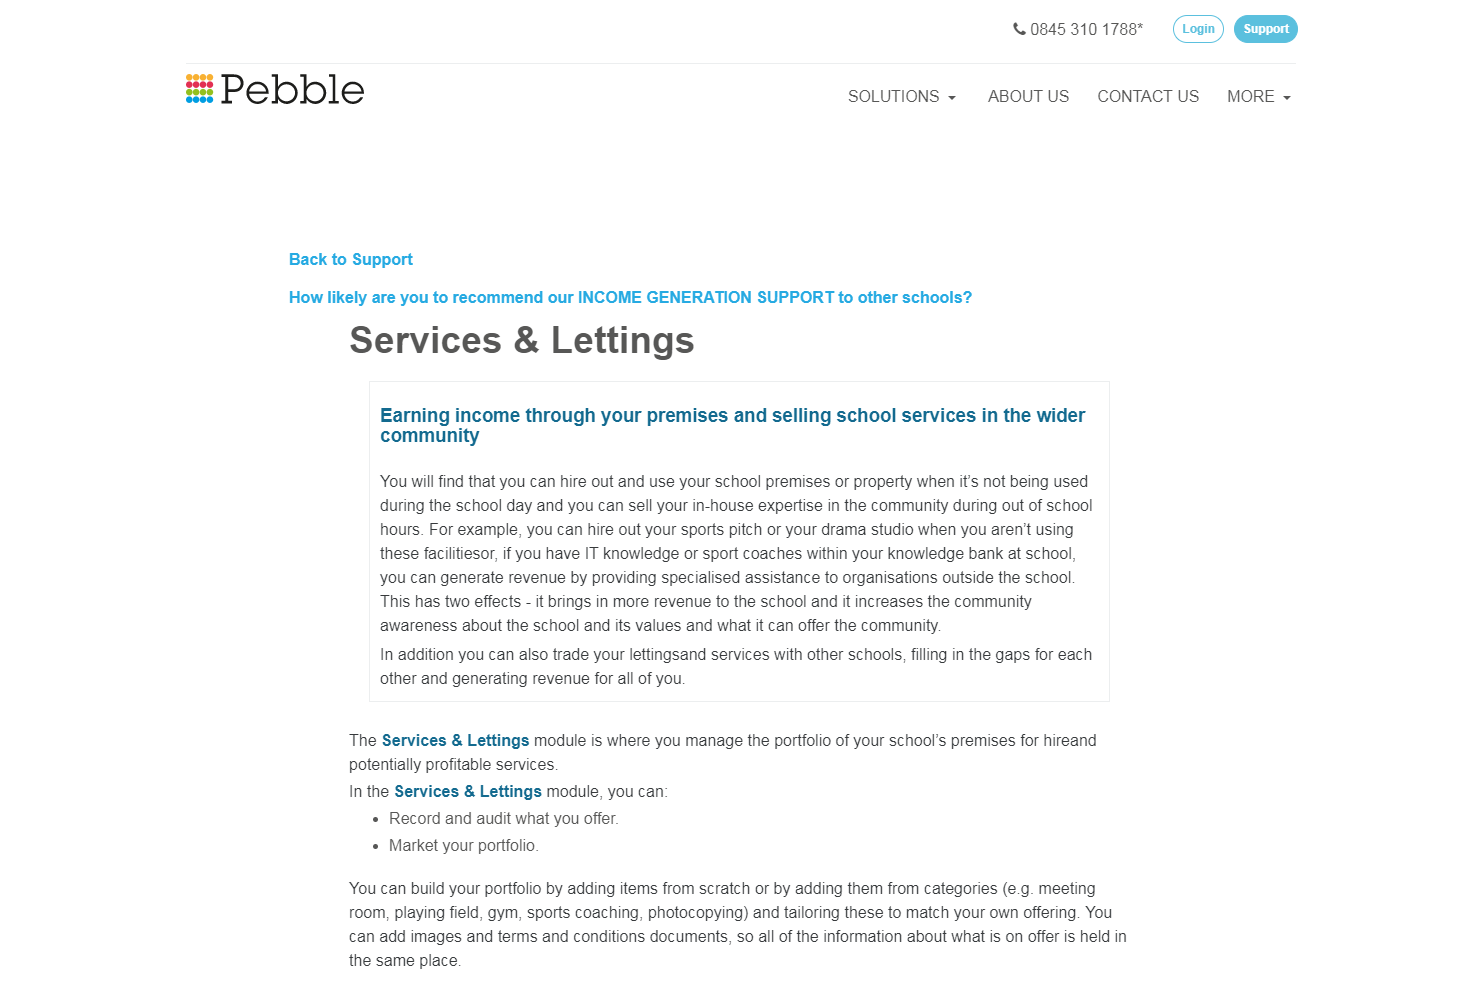 0845 310 1788*
Login
Support
Pebble
SOLUTIONS
ABOUT US
CONTACT US
MORE
Back to Support
How likely are you to recommend our INCOME GENERATION SUPPORT to other schools?
Services & Lettings
Earning income through your premises and selling school services in the wider
community
You will find that you can hire out and use your school premises or property when it’s not being used
during the school day and you can sell your in-house expertise in the community during out of school
hours. For example, you can hire out your sports pitch or your drama studio when you aren’t using
these facilitiesor, if you have IT knowledge or sport coaches within your knowledge bank at school,
you can generate revenue by providing specialised assistance to organisations outside the school.
This has two effects - it brings in more revenue to the school and it increases the community
awareness about the school and its values and what it can offer the community.
In addition you can also trade your lettingsand services with other schools, filling in the gaps for each
other and generating revenue for all of you.
The Services & Lettings module is where you manage the portfolio of your school’s premises for hireand
potentially profitable services.
In the Services & Lettings module, you can:
• Record and audit what you offer.
• Market your portfolio.
You can build your portfolio by adding items from scratch or by adding them from categories (e.g. meeting
room, playing field, gym, sports coaching, photocopying) and tailoring these to match your own offering. You
can add images and terms and conditions documents, so all of the information about what is on offer is held in
the same place.